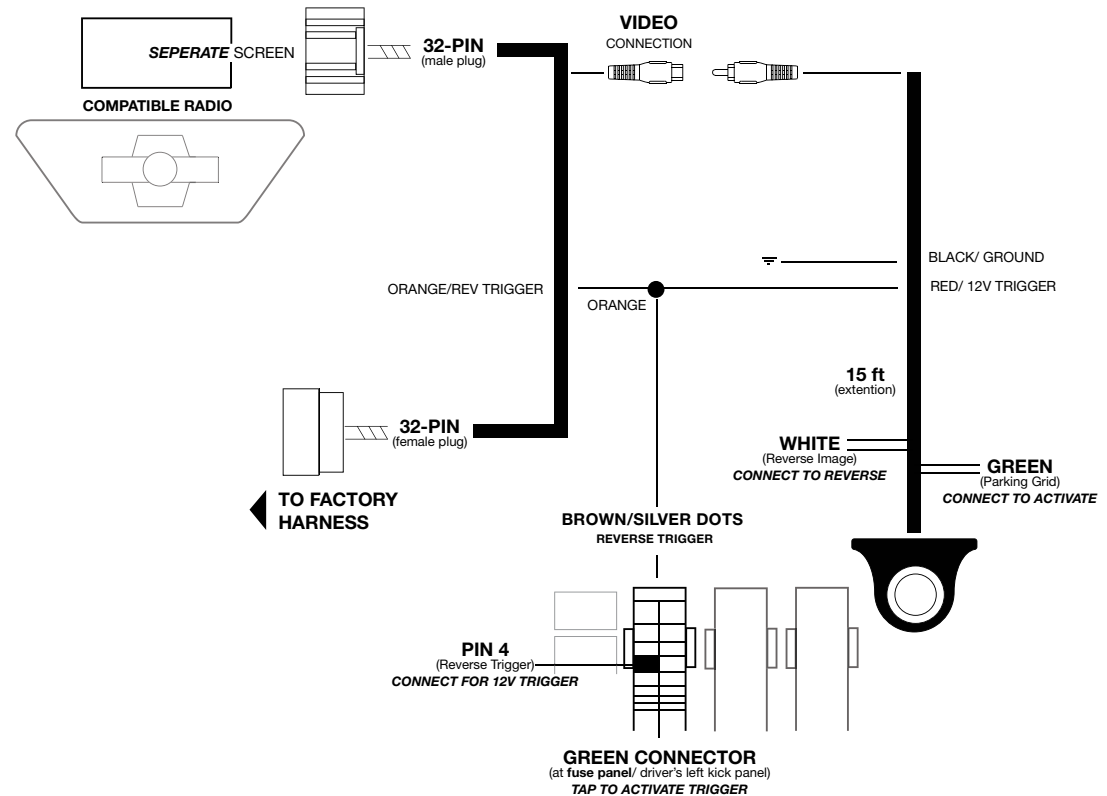 VIDEO
CONNECTION
SEPERATE SCREEN
32-PIN
(male plug)
COMPATIBLE RADIO
BLACK/ GROUND
ORANGE/REV TRIGGER
RED/ 12V TRIGGER
ORANGE
15 ft
(extention)
32-PIN
(female plug)
WHITE
(Reverse Image)
CONNECT TO REVERSE
GREEN
(Parking Grid)
CONNECT TO ACTIVATE
TO FACTORY
HARNESS
BROWN/SILVER DOTS
REVERSE TRIGGER
PIN 4
(Reverse Trigger)
CONNECT FOR 12V TRIGGER
GREEN CONNECTOR
(at fuse panel/ driver's left kick panel)
TAP TO ACTIVATE TRIGGER